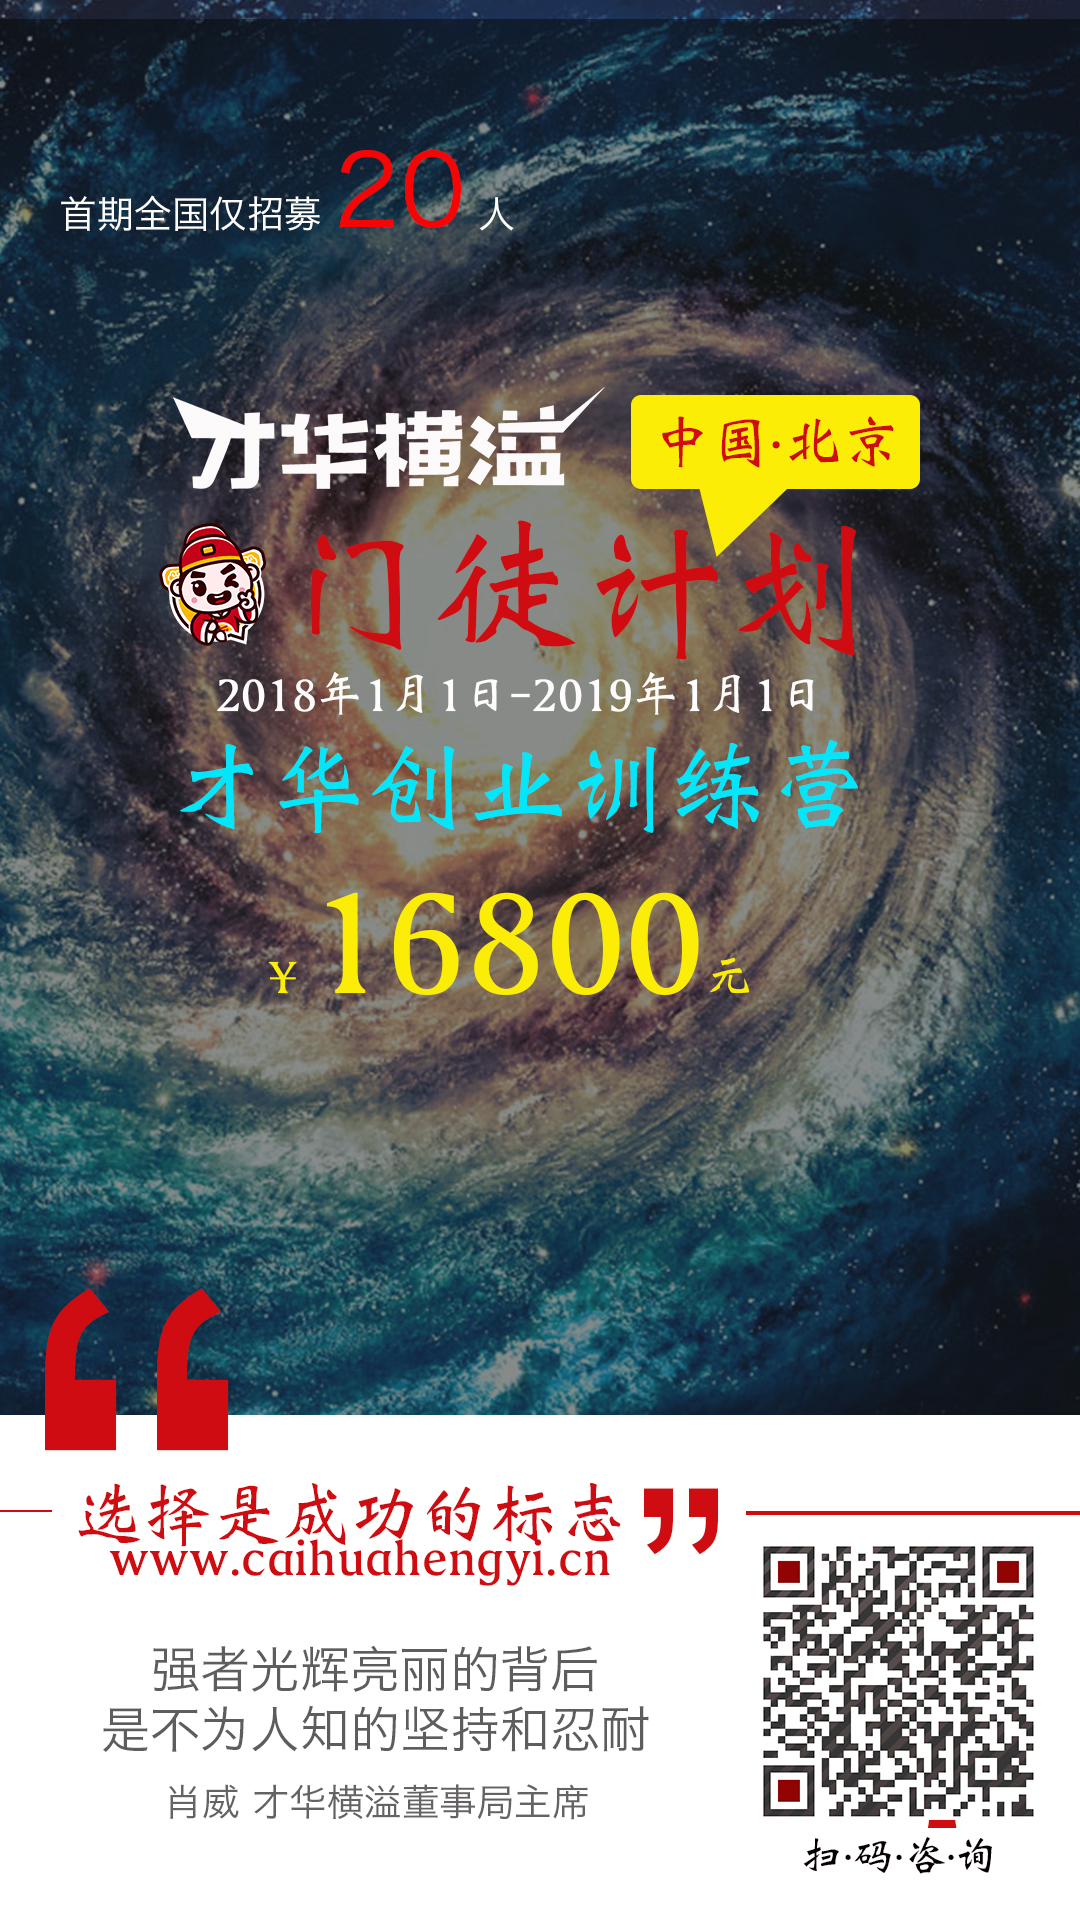 首期全国仅招募 20 人
才华横溢 中国·北京
门徒计划
2018年1月1日-2019年1月1日
才华创业训练营
¥ 16800 元
“选择是成功的标志”
www.caihuahengyi.cn
强者光辉亮丽的背后
是不为人知的坚持和忍耐
肖威 才华横溢董事局主席
扫·码·咨·询